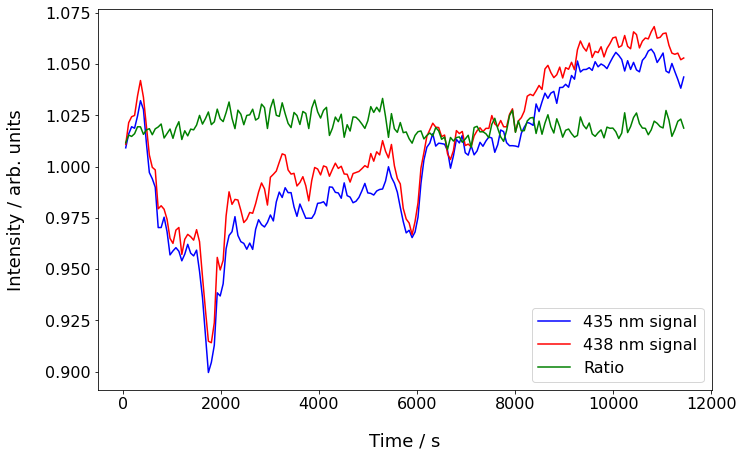 1.075
1.050
1.025
1.000
0.975
0.950
0.925
0.900
Intensity / arb. units
435 nm signal
438 nm signal
Ratio
0 2000 4000 6000 8000 10000 12000
Time / s